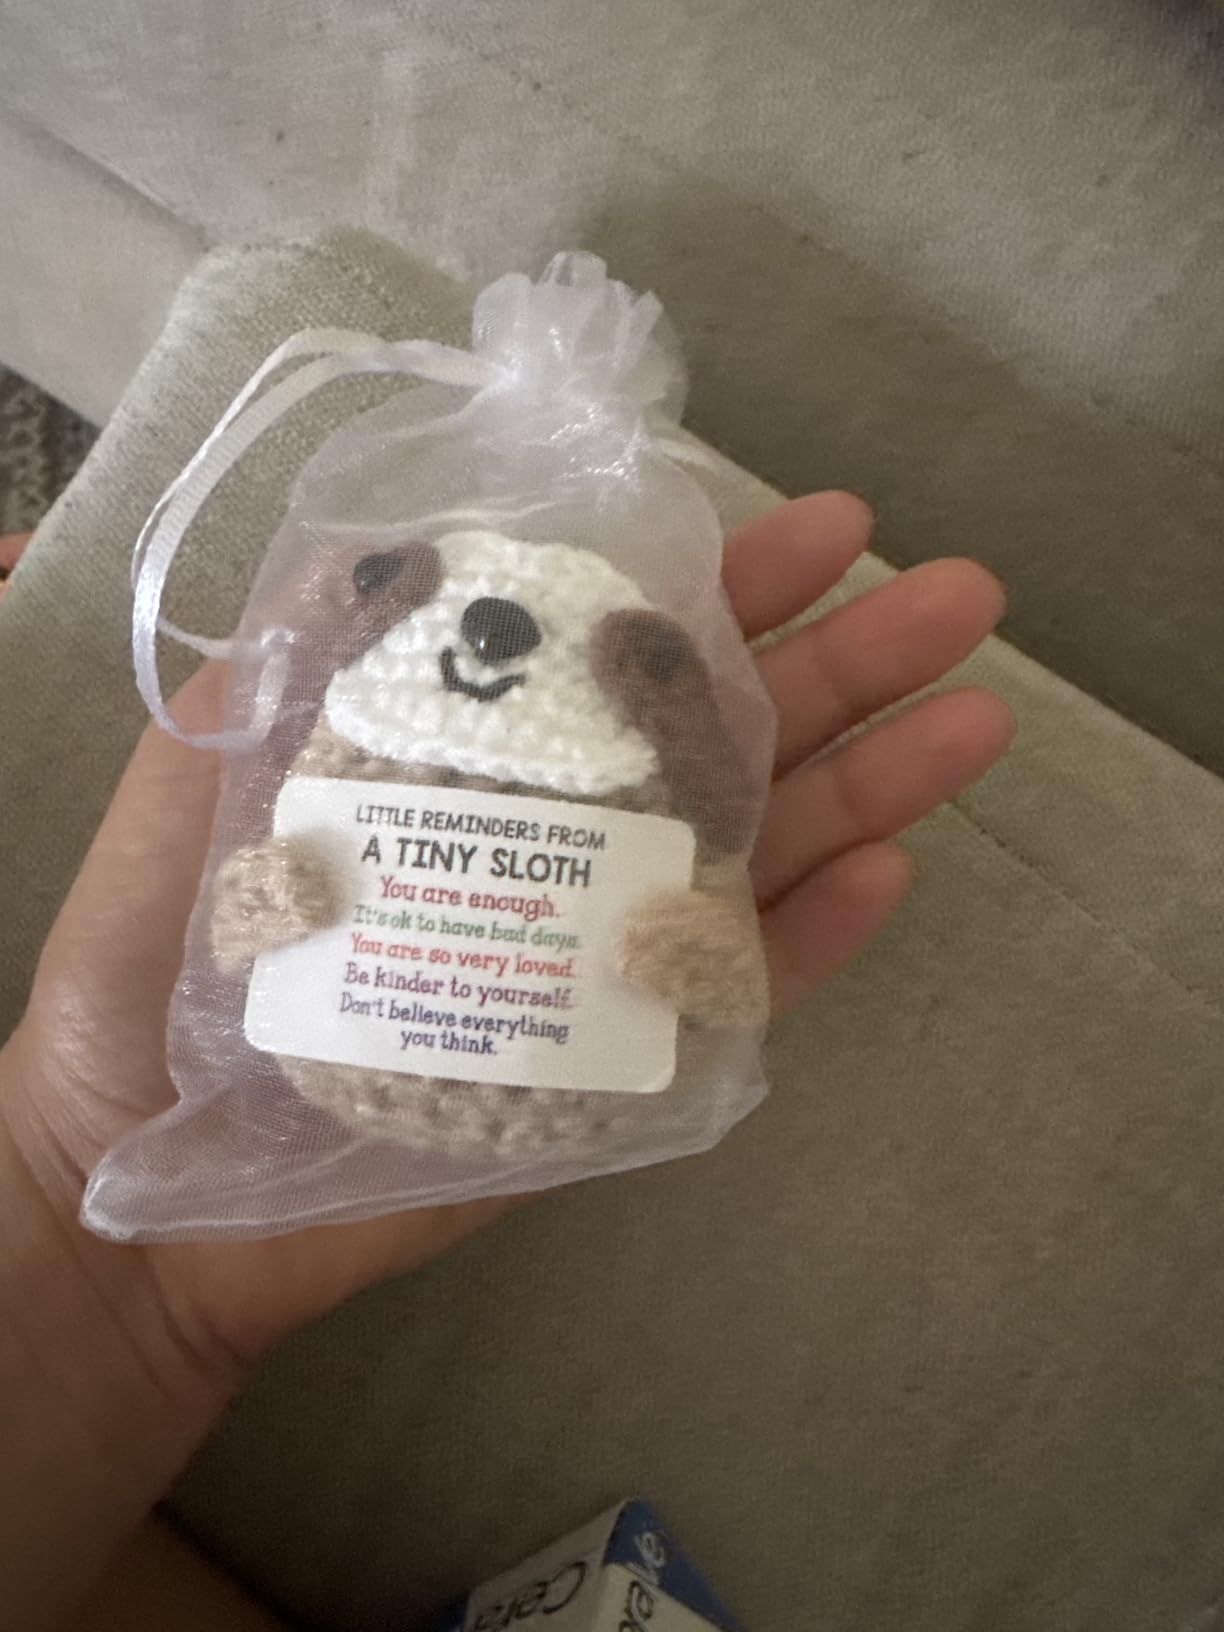 LITTLE REMINDERS FROM
A TINY SLOTH
You are enough.
It's ok to have bad days.
You are so very loved.
Be kinder to yourself.
Don't believe everything
you think.